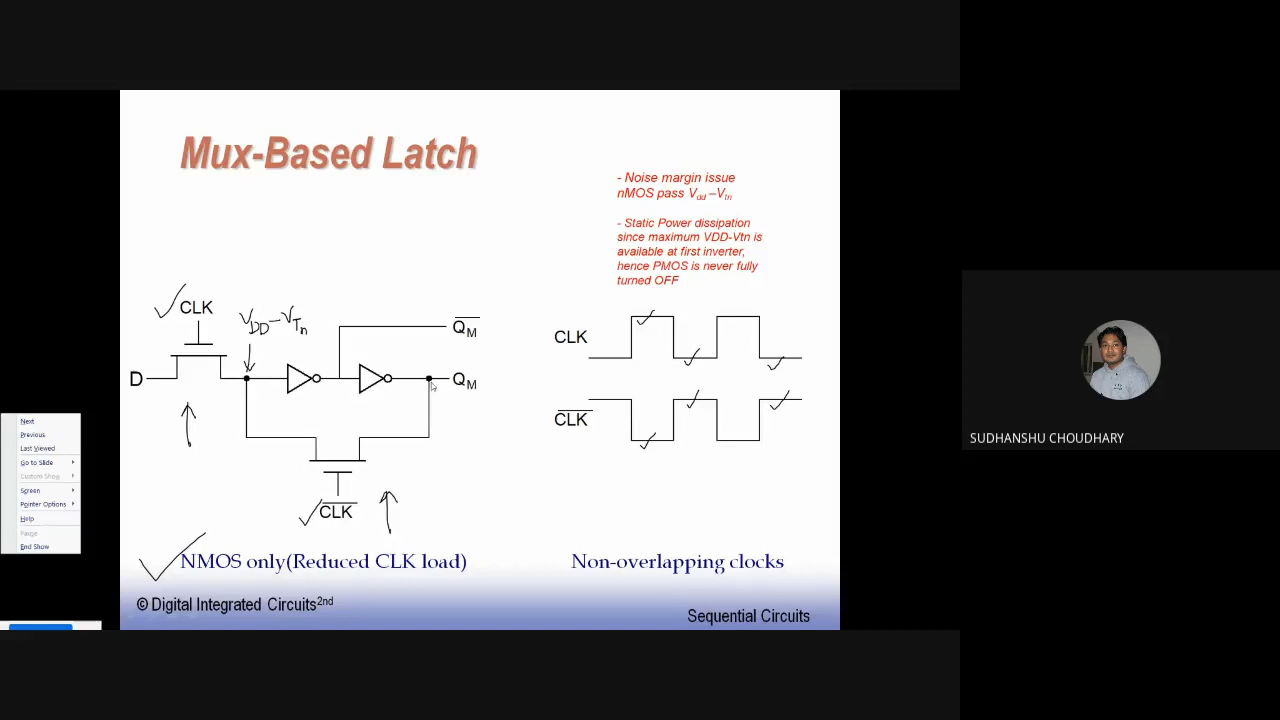 Mux-Based Latch
- Noise margin issue
nMOS pass Vdd –Vtn
- Static Power dissipation
since maximum VDD-Vtn is
available at first inverter,
hence PMOS is never fully
turned OFF
CLK
VDD-VTn
Q̅M̅
D
QM
C̅L̅K̅
CLK
C̅L̅K̅
NMOS only(Reduced CLK load)
Non-overlapping clocks
© Digital Integrated Circuits2nd
Sequential Circuits
Next
Previous
Last Viewed
Go to Slide
Custom Show
Screen
Pointer Options
Help
Pause
End Show
SUDHANSHU CHOUDHARY